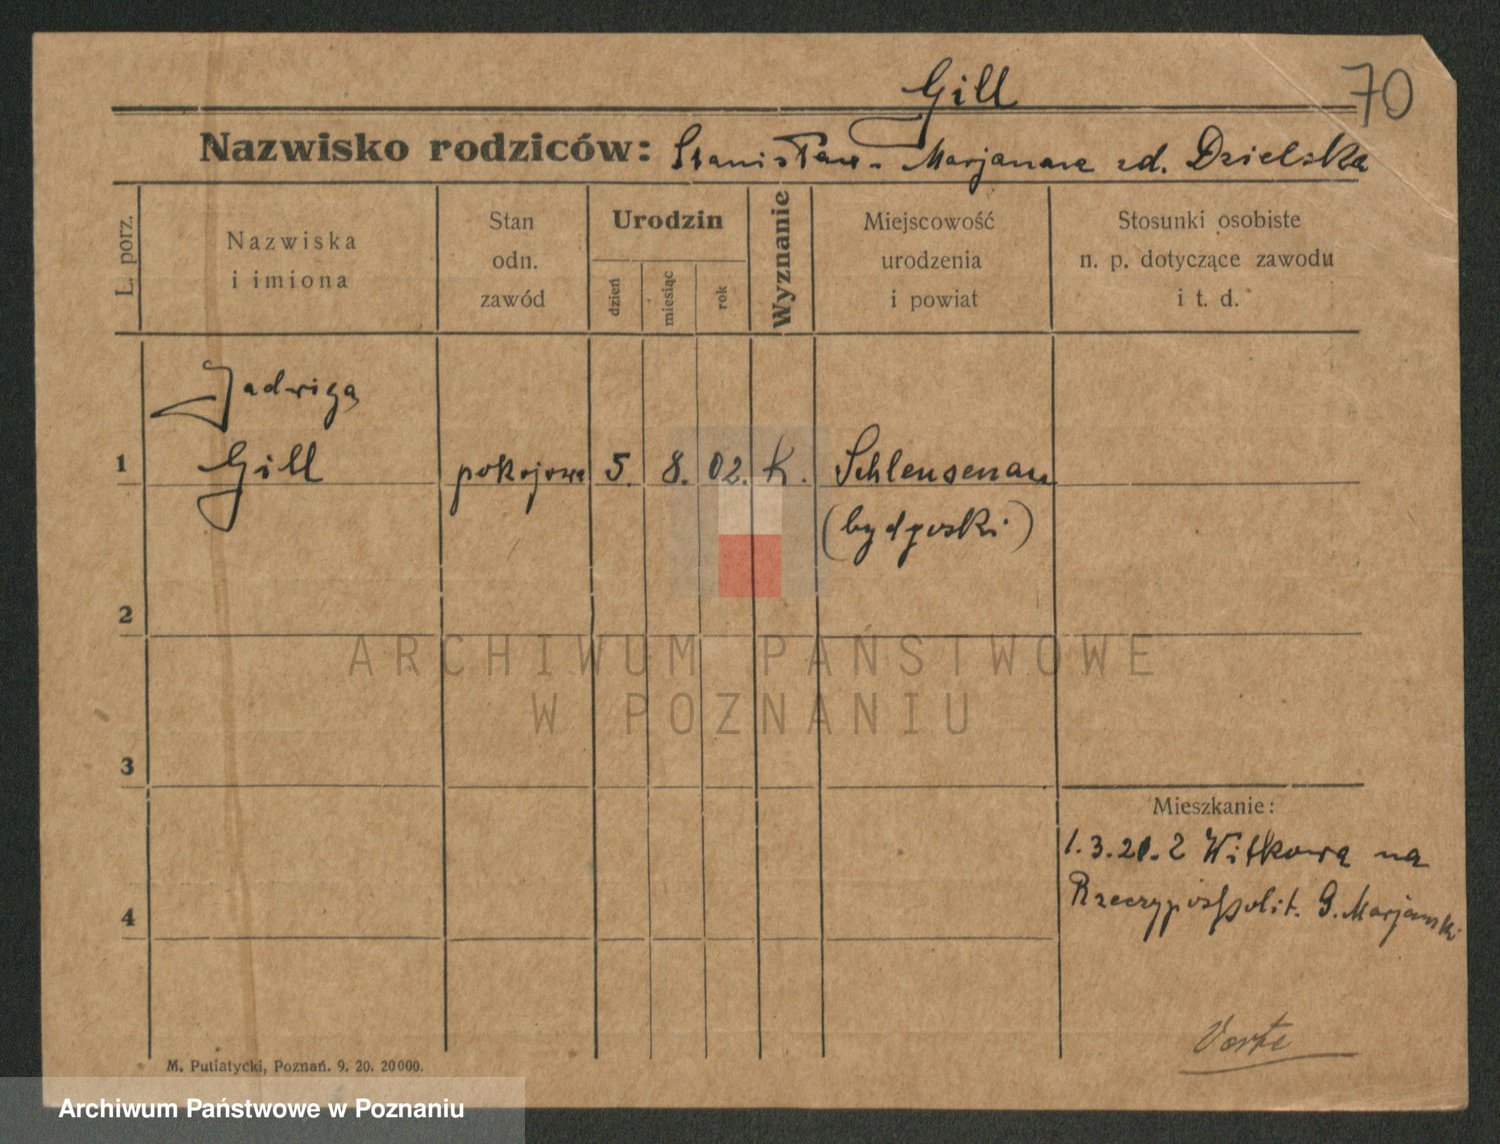 Gill
70
Nazwisko rodziców: Stanisław - Marjanna zd. Dzielska
L. porz.
Nazwiska
i imiona
Stan
odn.
zawód
Urodzin
dzień
miesiąc
rok
Wyznanie
Miejscowość
urodzenia
i powiat
Stosunki osobiste
n. p. dotyczące zawodu
i t. d.
Jadwiga
1 Gill pokojowa 5. 8. 02. K. Schleusenau
(bydgoski)
2
ARCHIWUM PAŃSTWOWE
W POZNANIU
3
Mieszkanie:
1.3.21. z Witkowa na
4 Rzeczypospolit. 9. Marjański
M. Putiatycki, Poznań. 9. 20. 20000.
Archiwum Państwowe w Poznaniu